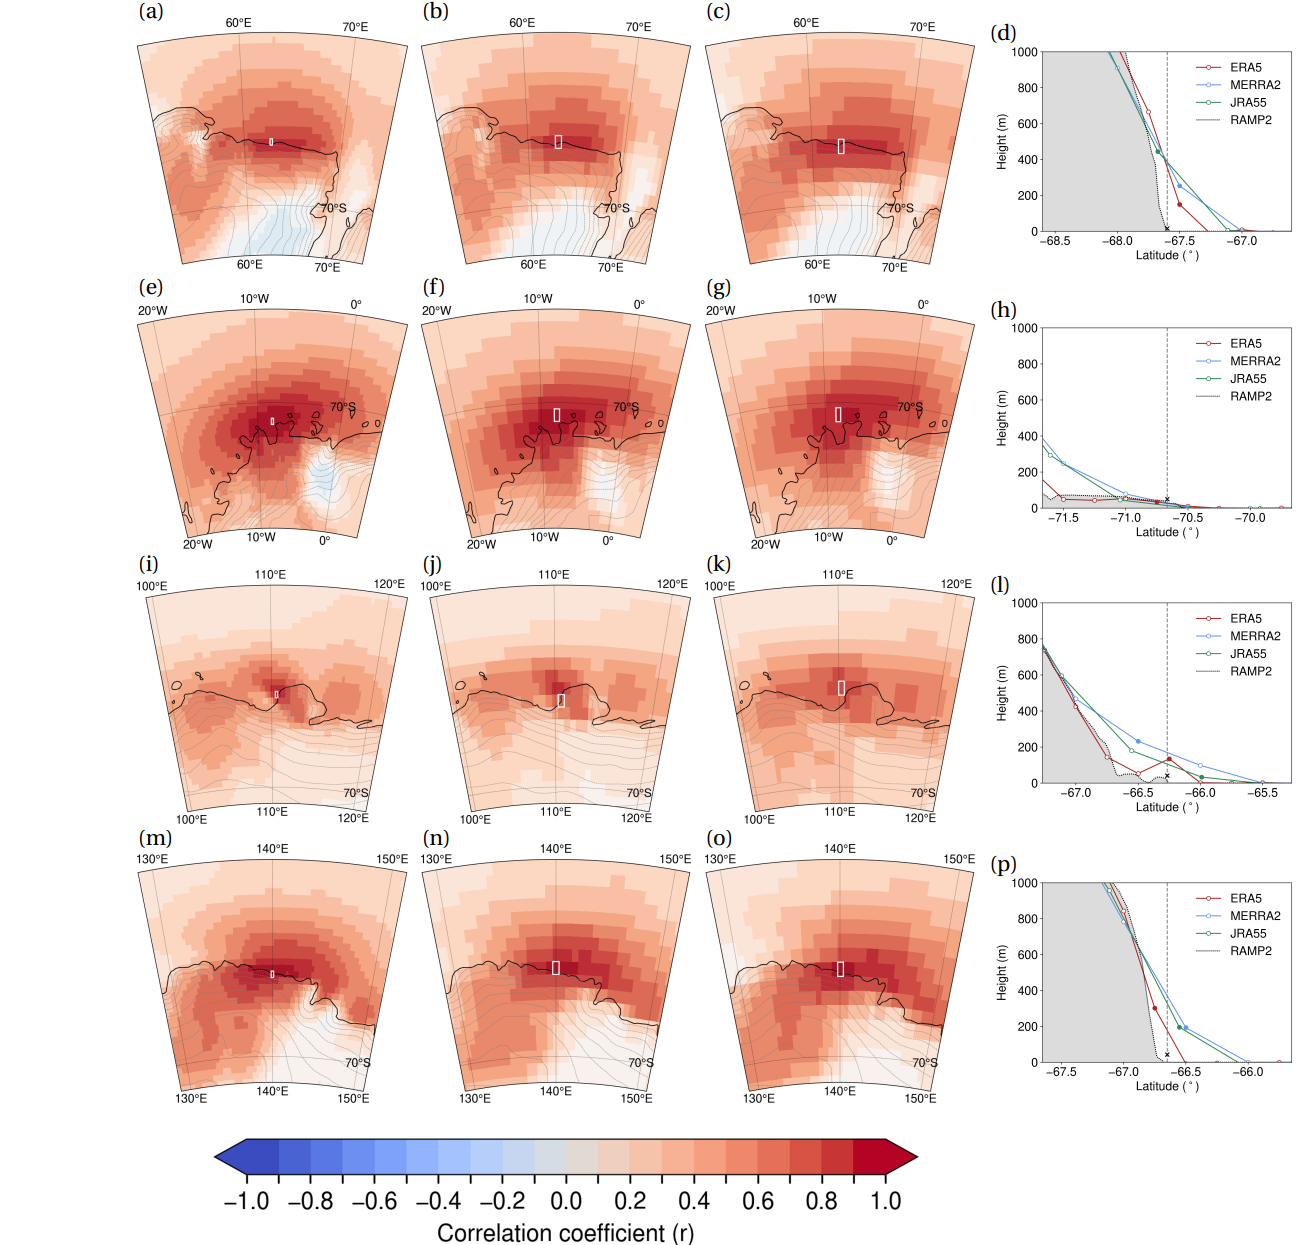 (a) (b) (c) (d)
60°E 70°E 60°E 70°E 60°E 70°E
70°S 70°S 70°S
60°E 70°E 60°E 70°E 60°E 70°E
1000
800
600
400
200
0
Height (m)
ERA5
MERRA2
JRA55
RAMP2
−68.5 −68.0 −67.5 −67.0
Latitude (°)
(e) (f) (g) (h)
20°W 10°W 0° 20°W 10°W 0° 20°W 10°W 0°
70°S 70°S 70°S
20°W 10°W 0° 20°W 10°W 0° 20°W 10°W 0°
1000
800
600
400
200
0
Height (m)
ERA5
MERRA2
JRA55
RAMP2
−71.5 −71.0 −70.5 −70.0
Latitude (°)
(i) (j) (k) (l)
100°E 110°E 120°E 100°E 110°E 120°E 100°E 110°E 120°E
70°S 70°S 70°S
100°E 110°E 120°E 100°E 110°E 120°E 100°E 110°E 120°E
1000
800
600
400
200
0
Height (m)
ERA5
MERRA2
JRA55
RAMP2
−67.0 −66.5 −66.0 −65.5
Latitude (°)
(m) (n) (o) (p)
130°E 140°E 150°E 130°E 140°E 150°E 130°E 140°E 150°E
70°S 70°S 70°S
130°E 140°E 150°E 130°E 140°E 150°E 130°E 140°E 150°E
1000
800
600
400
200
0
Height (m)
ERA5
MERRA2
JRA55
RAMP2
−67.5 −67.0 −66.5 −66.0
Latitude (°)
−1.0 −0.8 −0.6 −0.4 −0.2 0.0 0.2 0.4 0.6 0.8 1.0
Correlation coefficient (r)